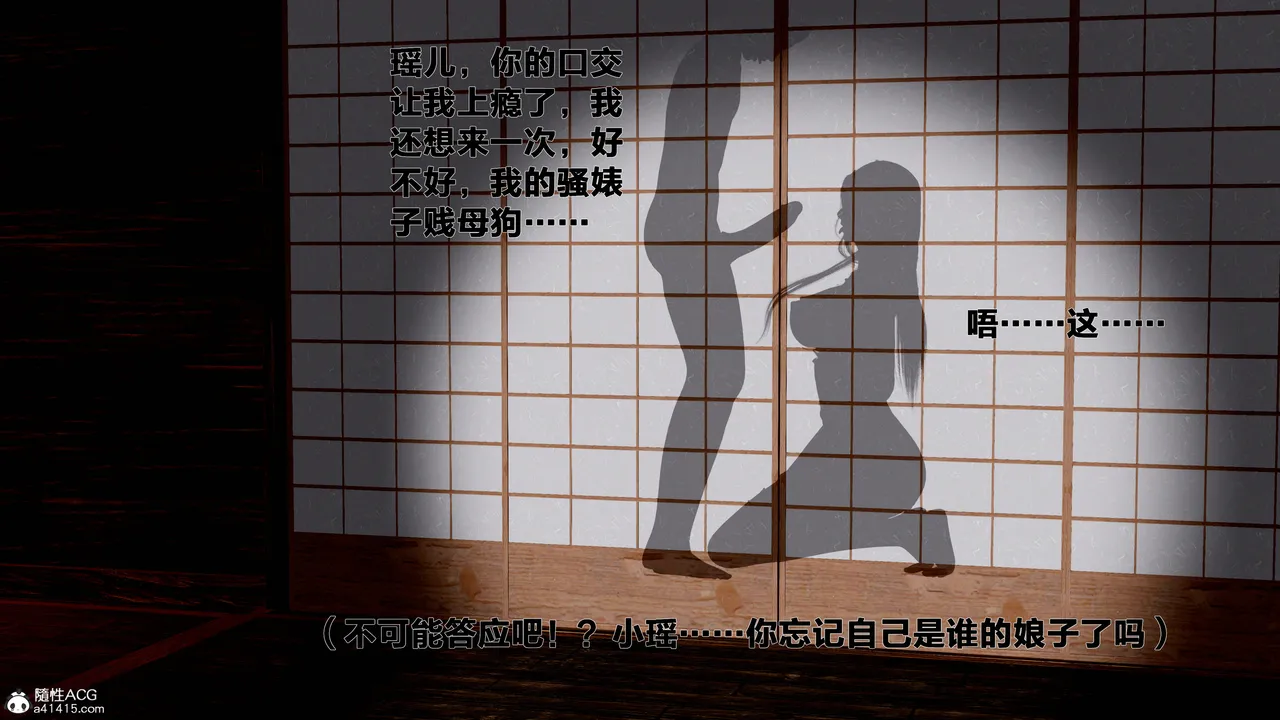 瑶儿，你的口交
让我上瘾了，我
还想来一次，好
不好，我的骚婊
子贱母狗……
唔……这……
（不可能答应吧！？小瑶……你忘记自己是谁的娘子了吗）
隨性ACG
a41415.com